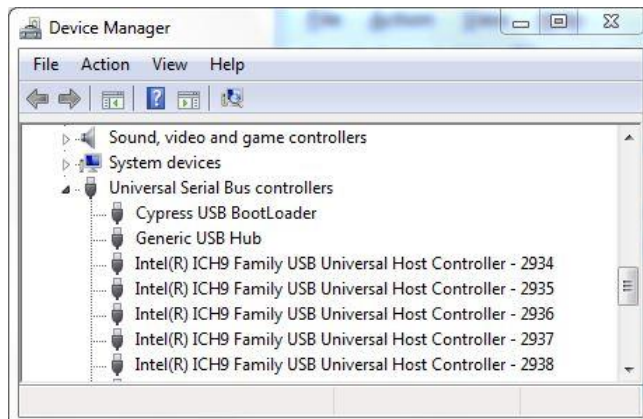 Device Manager
File Action View Help
Sound, video and game controllers
System devices
Universal Serial Bus controllers
Cypress USB BootLoader
Generic USB Hub
Intel(R) ICH9 Family USB Universal Host Controller - 2934
Intel(R) ICH9 Family USB Universal Host Controller - 2935
Intel(R) ICH9 Family USB Universal Host Controller - 2936
Intel(R) ICH9 Family USB Universal Host Controller - 2937
Intel(R) ICH9 Family USB Universal Host Controller - 2938